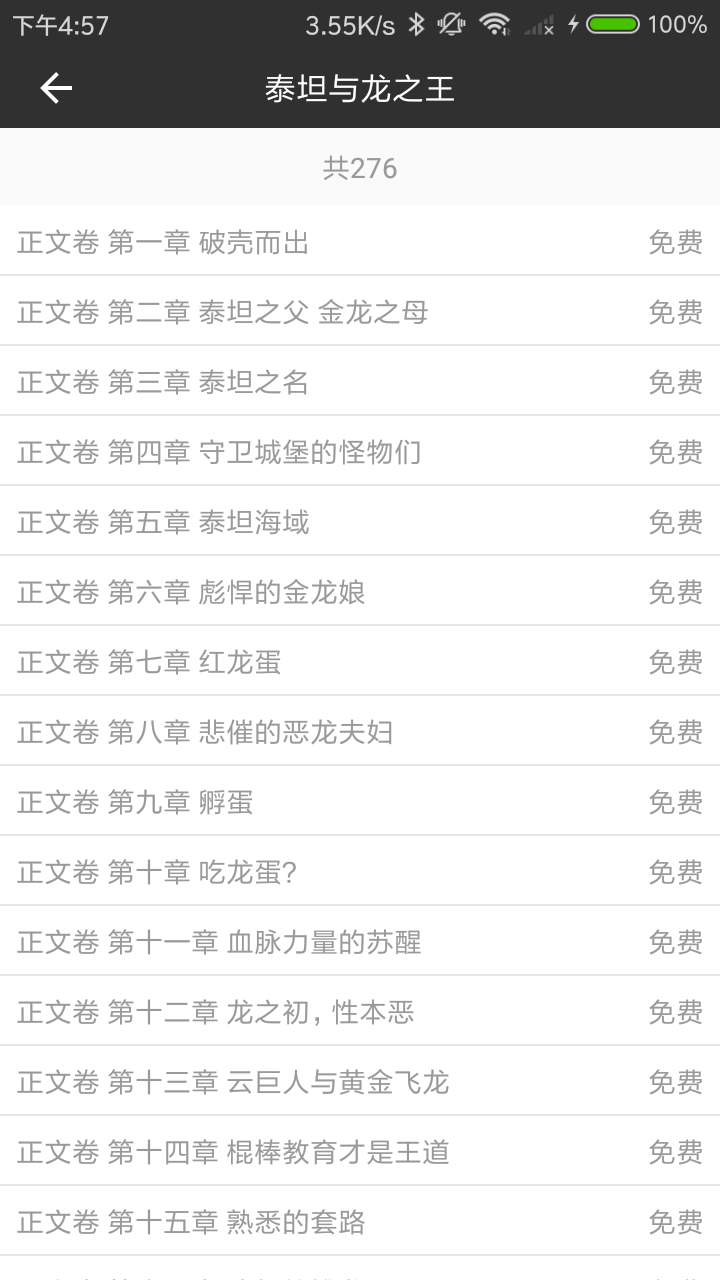 下午4:57 3.55K/s 100%
泰坦与龙之王
共276
正文卷 第一章 破壳而出 免费
正文卷 第二章 泰坦之父 金龙之母 免费
正文卷 第三章 泰坦之名 免费
正文卷 第四章 守卫城堡的怪物们 免费
正文卷 第五章 泰坦海域 免费
正文卷 第六章 彪悍的金龙娘 免费
正文卷 第七章 红龙蛋 免费
正文卷 第八章 悲催的恶龙夫妇 免费
正文卷 第九章 孵蛋 免费
正文卷 第十章 吃龙蛋? 免费
正文卷 第十一章 血脉力量的苏醒 免费
正文卷 第十二章 龙之初，性本恶 免费
正文卷 第十三章 云巨人与黄金飞龙 免费
正文卷 第十四章 棍棒教育才是王道 免费
正文卷 第十五章 熟悉的套路 免费